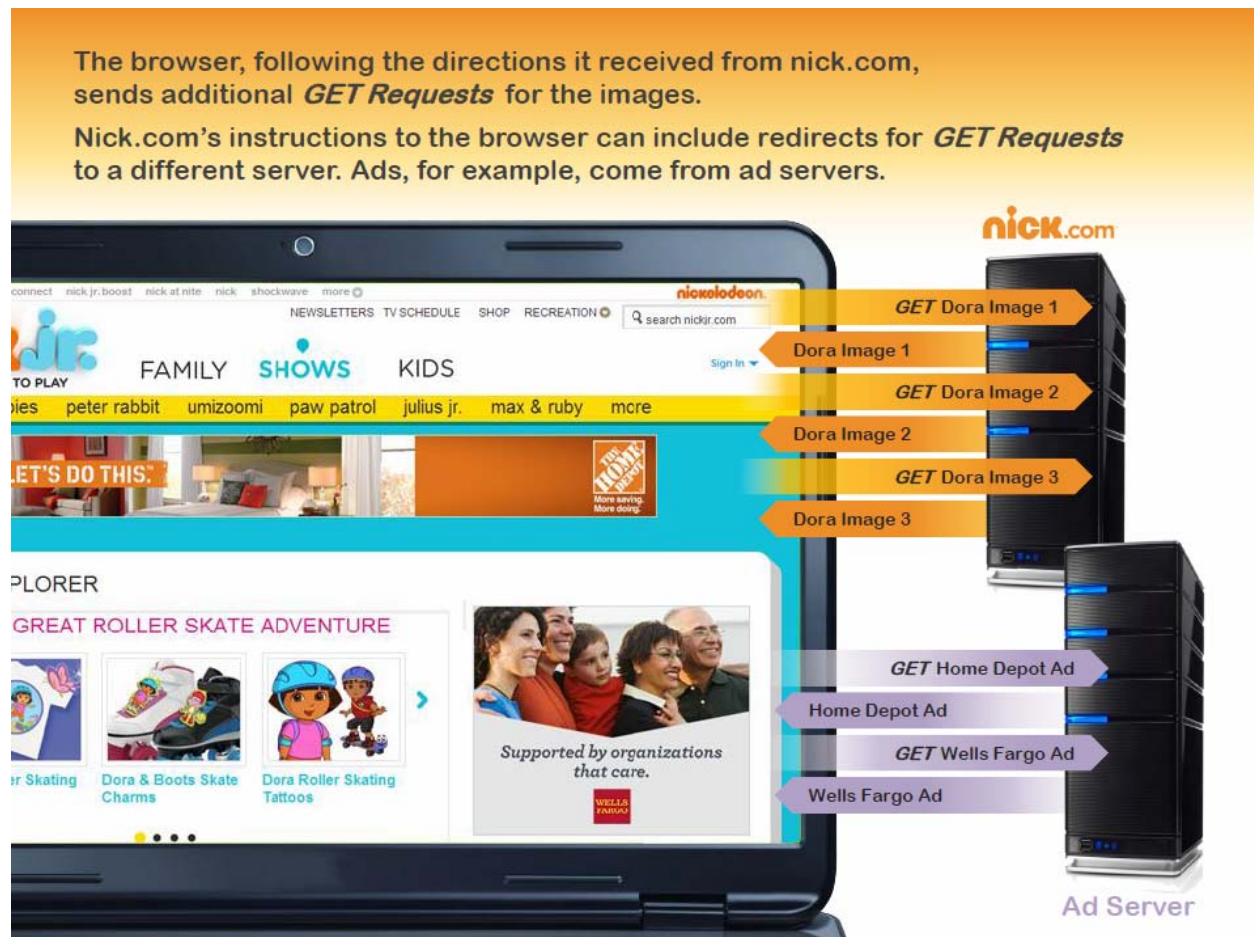 The browser, following the directions it received from nick.com,
sends additional GET Requests for the images.
Nick.com's instructions to the browser can include redirects for GET Requests
to a different server. Ads, for example, come from ad servers.
nick.com
connect nick jr. boost nick at nite nick shockwave more
nickelodeon
NEWSLETTERS TV SCHEDULE SHOP RECREATION
search nickjr.com
jr.
TO PLAY
FAMILY SHOWS KIDS
Sign In
bies peter rabbit umizoomi paw patrol julius jr. max & ruby more
LET'S DO THIS.™
THE HOME DEPOT
More saving.
More doing.
PLORER
GREAT ROLLER SKATE ADVENTURE
er Skating
Dora & Boots Skate
Charms
Dora Roller Skating
Tattoos
Supported by organizations
that care.
WELLS
FARGO
GET Dora Image 1
Dora Image 1
GET Dora Image 2
Dora Image 2
GET Dora Image 3
Dora Image 3
GET Home Depot Ad
Home Depot Ad
GET Wells Fargo Ad
Wells Fargo Ad
Ad Server